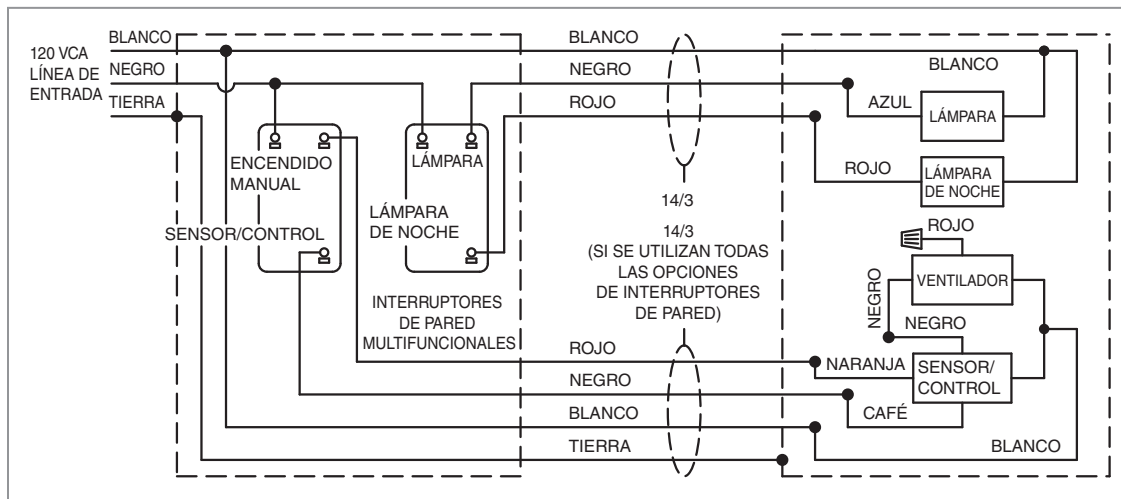 120 VCA
LÍNEA DE
ENTRADA
BLANCO
NEGRO
TIERRA
ENCENDIDO
MANUAL
SENSOR/CONTROL
LÁMPARA
LÁMPARA
DE NOCHE
INTERRUPTORES
DE PARED
MULTIFUNCIONALES
BLANCO
NEGRO
ROJO
14/3
14/3
(SI SE UTILIZAN TODAS
LAS OPCIONES
DE INTERRUPTORES
DE PARED)
ROJO
NEGRO
BLANCO
TIERRA
BLANCO
AZUL
LÁMPARA
ROJO
LÁMPARA
DE NOCHE
ROJO
VENTILADOR
NEGRO
NEGRO
NARANJA
SENSOR/
CONTROL
CAFÉ
BLANCO